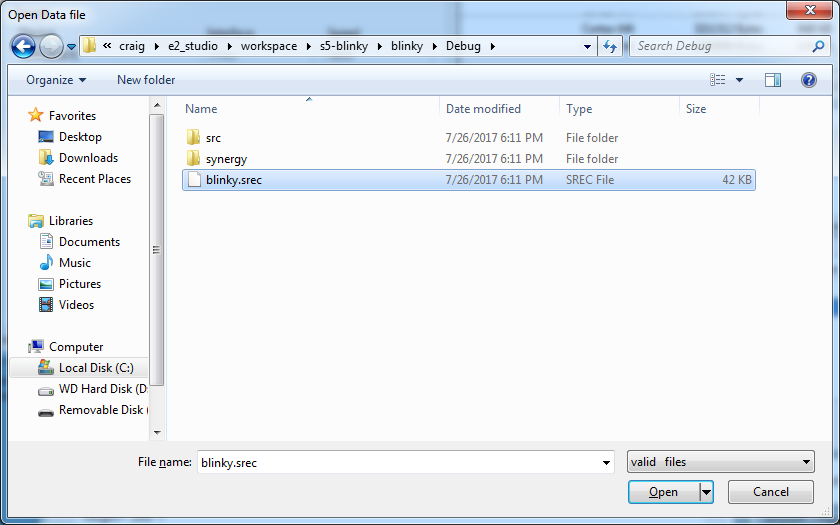 Open Data file
« craig ▸ e2_studio ▸ workspace ▸ s5-blinky ▸ blinky ▸ Debug ▸
Search Debug
Organize ▾ New folder
Favorites
Desktop
Downloads
Recent Places
Libraries
Documents
Music
Pictures
Videos
Computer
Local Disk (C:)
WD Hard Disk (D:
Removable Disk (
Name Date modified Type Size
src 7/26/2017 6:11 PM File folder
synergy 7/26/2017 6:11 PM File folder
blinky.srec 7/26/2017 6:11 PM SREC File 42 KB
File name: blinky.srec
valid files
Open Cancel